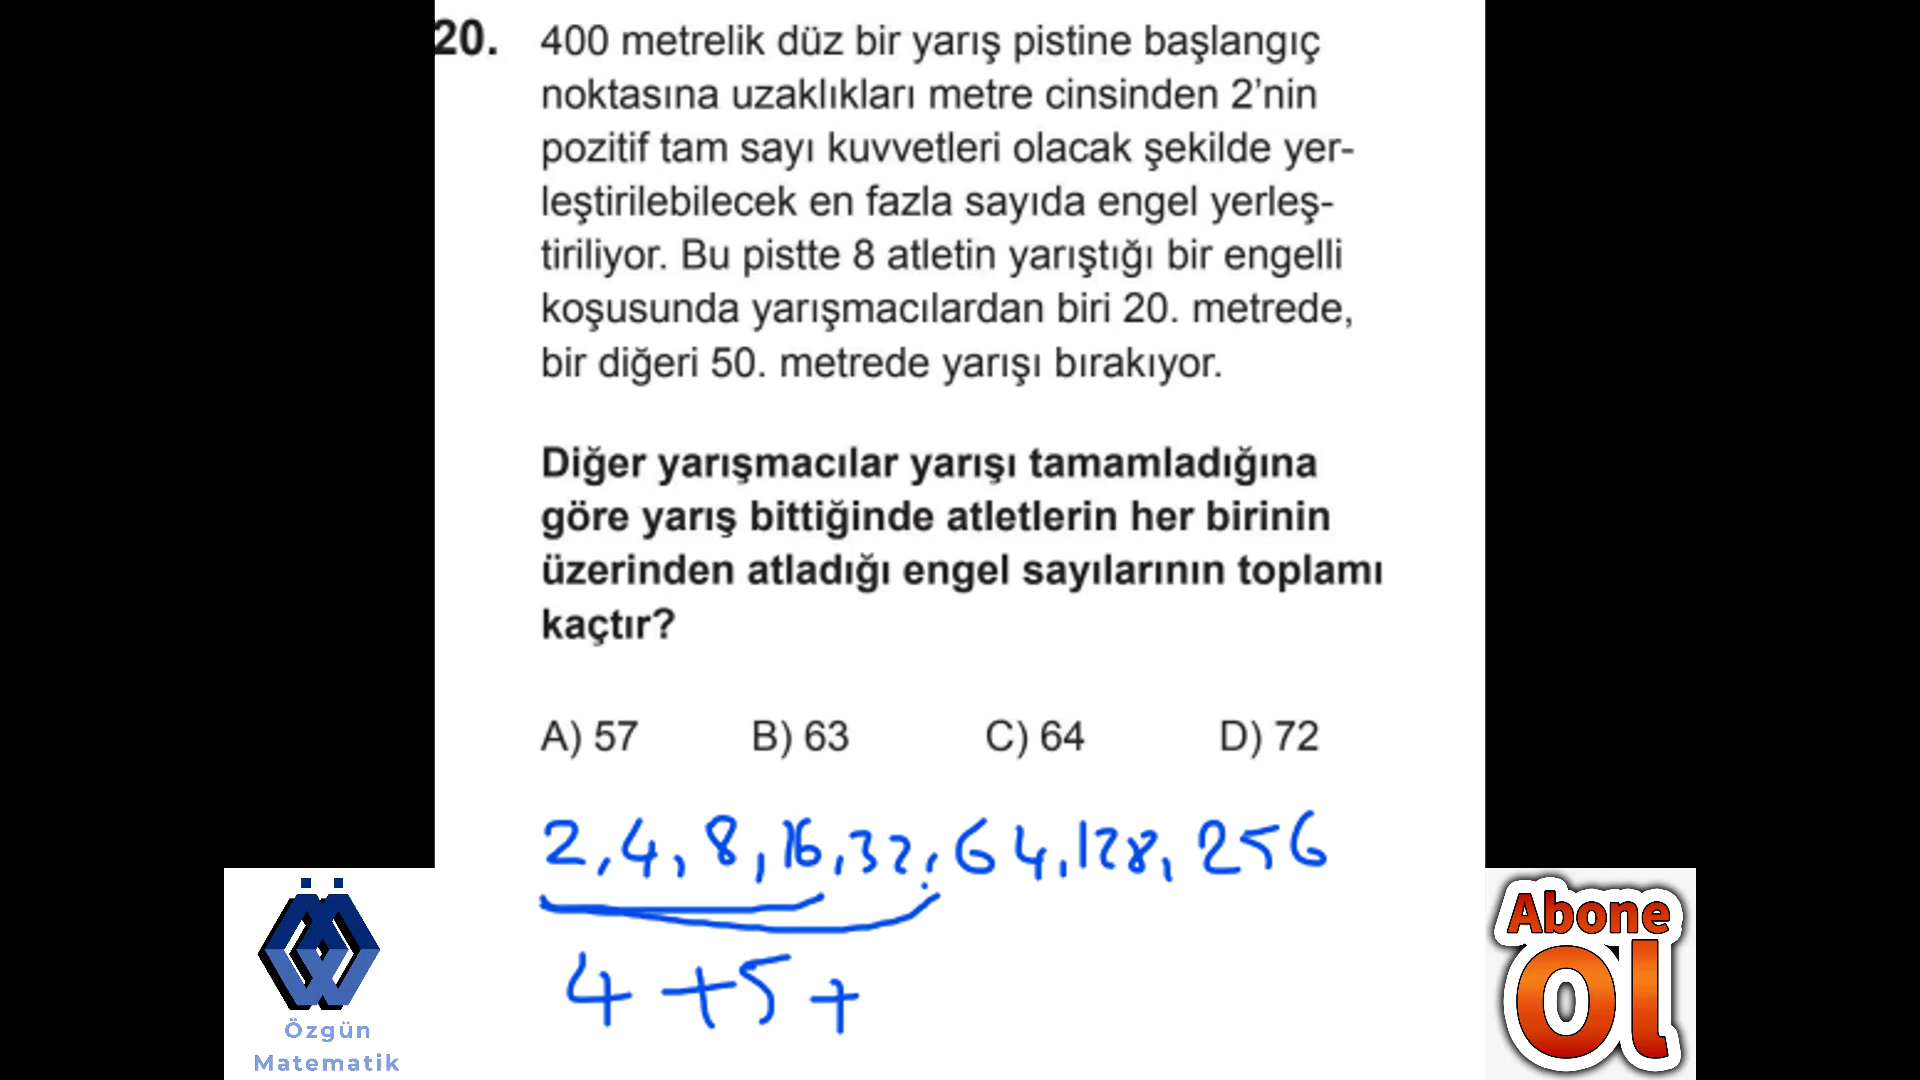 20. 400 metrelik düz bir yarış pistine başlangıç
noktasına uzaklıkları metre cinsinden 2’nin
pozitif tam sayı kuvvetleri olacak şekilde yer-
leştirilebilecek en fazla sayıda engel yerleş-
tiriliyor. Bu pistte 8 atletin yarıştığı bir engelli
koşusunda yarışmacılardan biri 20. metrede,
bir diğeri 50. metrede yarışı bırakıyor.
Diğer yarışmacılar yarışı tamamladığına
göre yarış bittiğinde atletlerin her birinin
üzerinden atladığı engel sayılarının toplamı
kaçtır?
A) 57 B) 63 C) 64 D) 72
2, 4, 8, 16, 32, 64, 128, 256
4 + 5 +
Özgün
Matematik
Abone
Ol